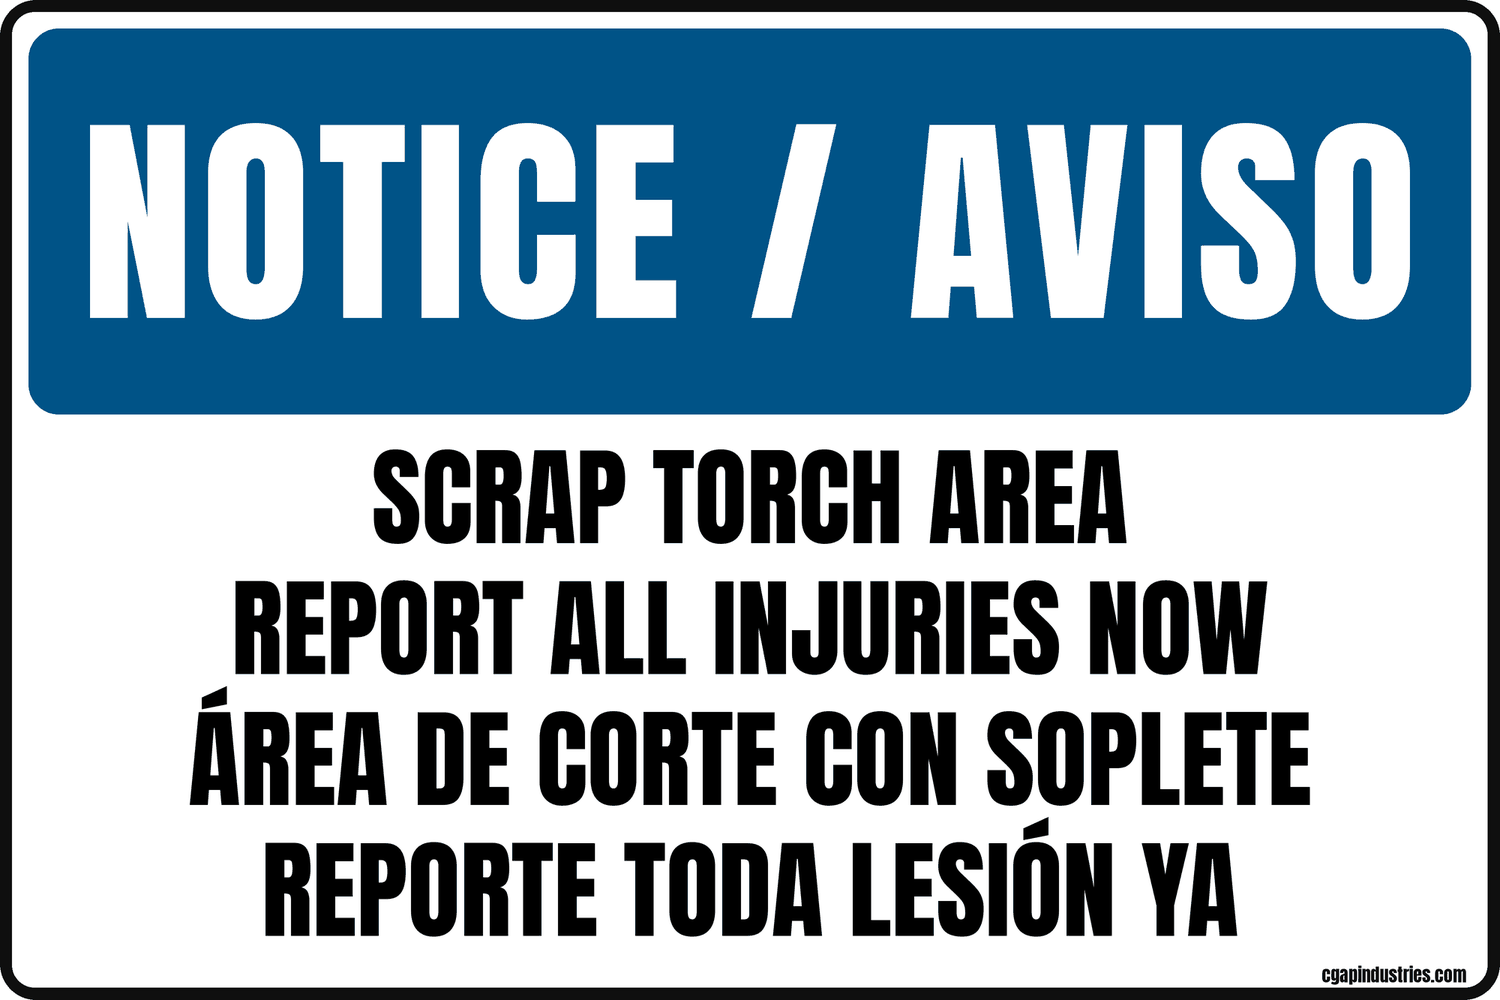 NOTICE / AVISO
SCRAP TORCH AREA
REPORT ALL INJURIES NOW
ÁREA DE CORTE CON SOPLETE
REPORTE TODA LESIÓN YA
cgapindustries.com